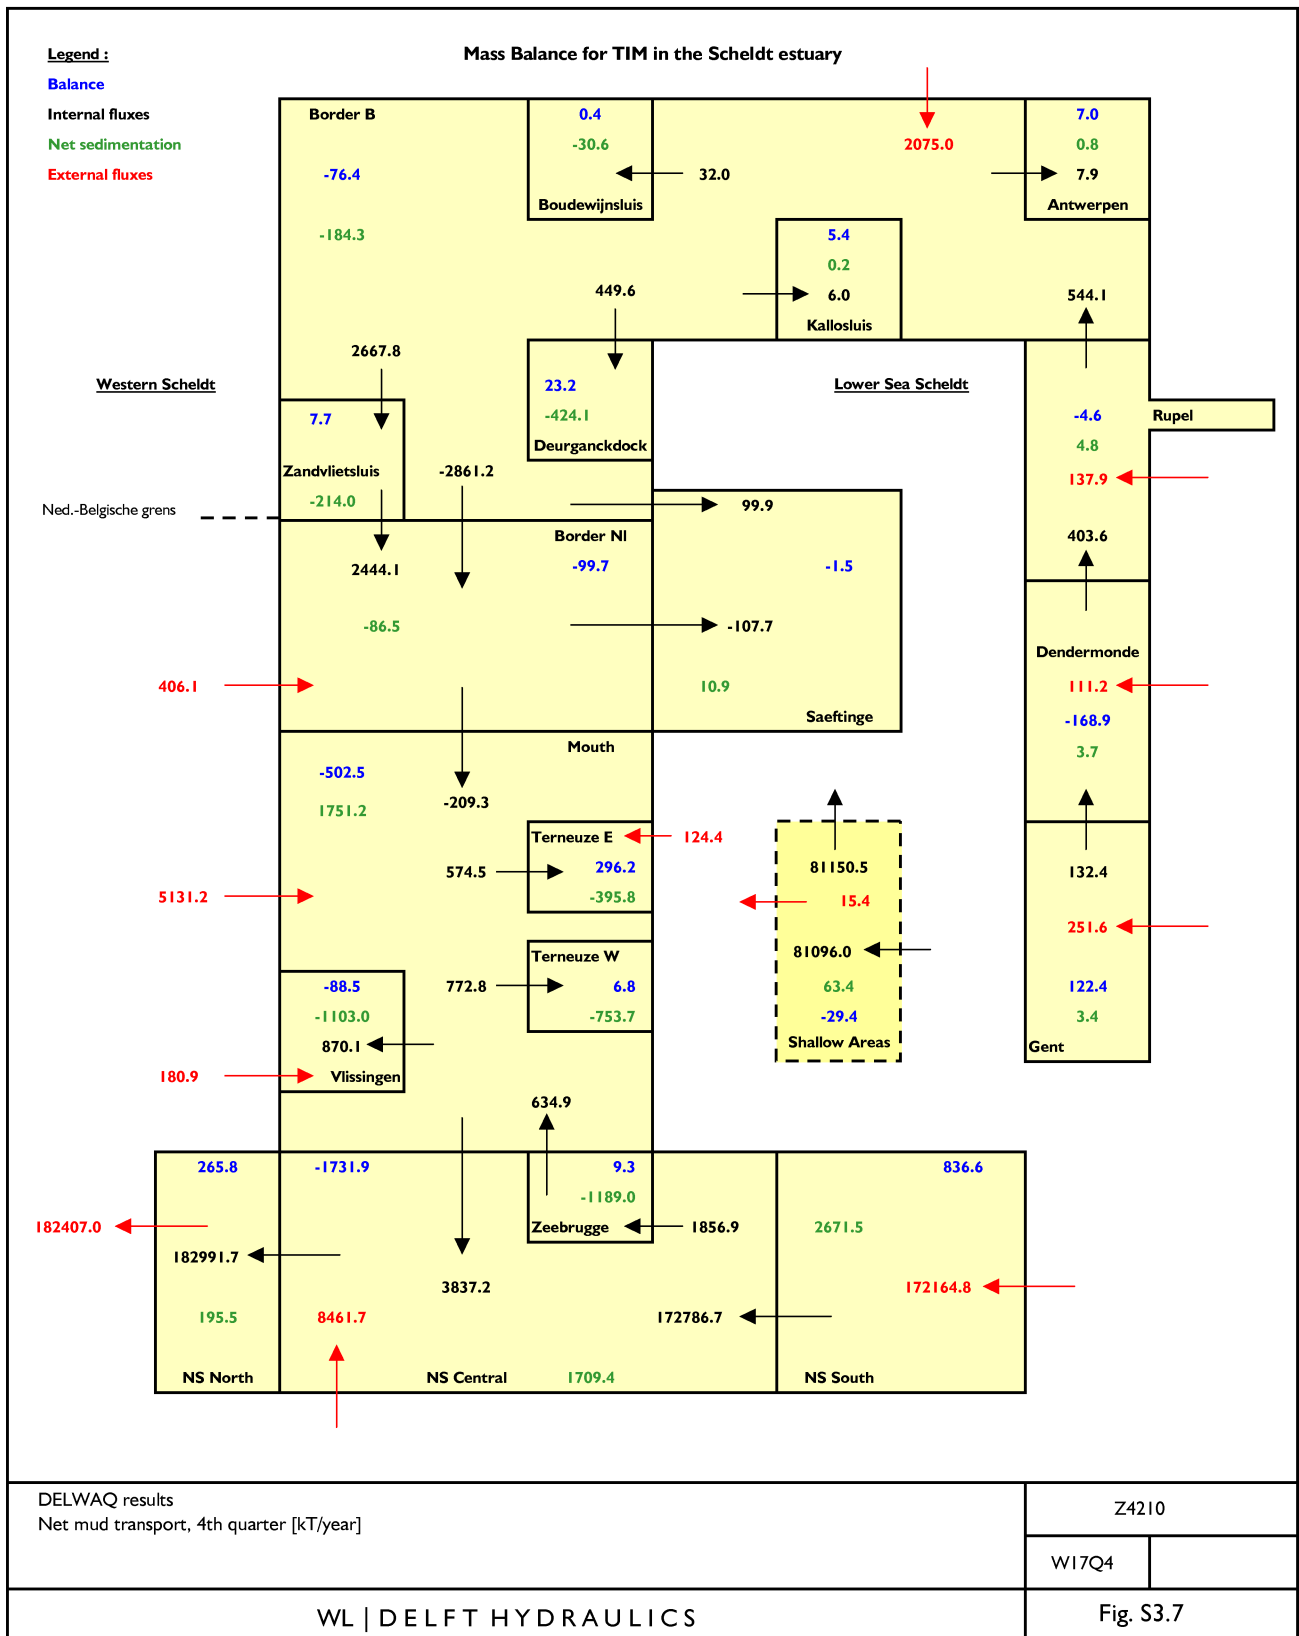 Legend :
Mass Balance for TIM in the Scheldt estuary
Balance
Internal fluxes
Net sedimentation
External fluxes
Border B
0.4
7.0
-30.6
2075.0
0.8
-76.4
32.0
7.9
Boudewijnsluis
Antwerpen
-184.3
5.4
0.2
449.6
6.0
544.1
Kallosluis
2667.8
Western Scheldt
23.2
Lower Sea Scheldt
7.7
-424.1
-4.6
Rupel
Deurganckdock
4.8
Zandvlietsluis
-2861.2
137.9
-214.0
99.9
Ned.-Belgische grens
Border Nl
403.6
2444.1
-99.7
-1.5
-86.5
-107.7
Dendermonde
406.1
10.9
111.2
Saeftinge
-168.9
Mouth
3.7
-502.5
-209.3
1751.2
Terneuze E
124.4
574.5
296.2
81150.5
132.4
5131.2
-395.8
15.4
251.6
Terneuze W
81096.0
-88.5
772.8
6.8
63.4
122.4
-1103.0
-753.7
-29.4
3.4
870.1
Shallow Areas
Gent
180.9
Vlissingen
634.9
265.8
-1731.9
9.3
836.6
-1189.0
182407.0
Zeebrugge
1856.9
2671.5
182991.7
3837.2
172164.8
195.5
8461.7
172786.7
NS North
NS Central
1709.4
NS South
DELWAQ results
Net mud transport, 4th quarter [kT/year]
Z4210
W17Q4
WL | DELFT HYDRAULICS
Fig. S3.7